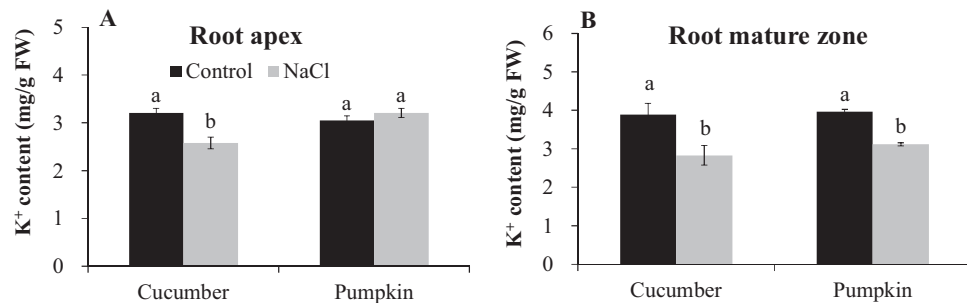 A
Root apex
Control NaCl
K⁺ content (mg/g FW)
5
4
3
2
1
0
a
b
a
a
Cucumber Pumpkin
B
Root mature zone
K⁺ content (mg/g FW)
6
5
4
3
2
1
0
a
b
a
b
Cucumber Pumpkin